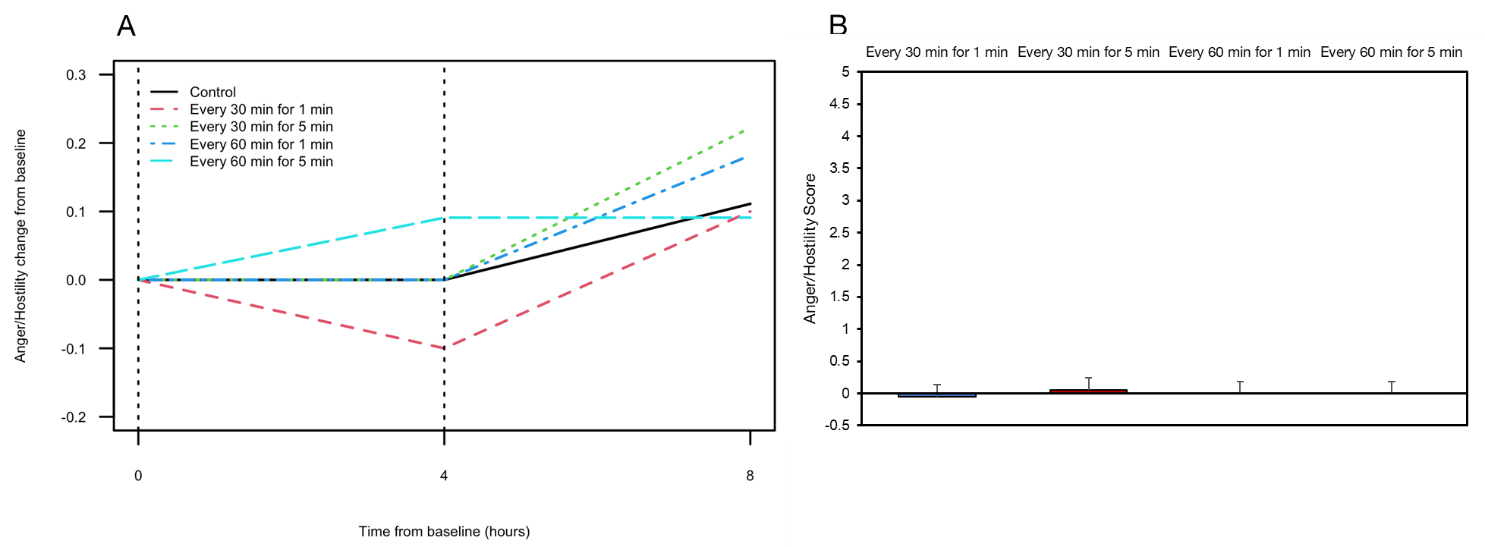 A
Anger/Hostility change from baseline
0.3
0.2
0.1
0.0
-0.1
-0.2
Control
Every 30 min for 1 min
Every 30 min for 5 min
Every 60 min for 1 min
Every 60 min for 5 min
0 4 8
Time from baseline (hours)
B
Every 30 min for 1 min Every 30 min for 5 min Every 60 min for 1 min Every 60 min for 5 min
Anger/Hostility Score
5
4.5
4
3.5
3
2.5
2
1.5
1
0.5
0
-0.5